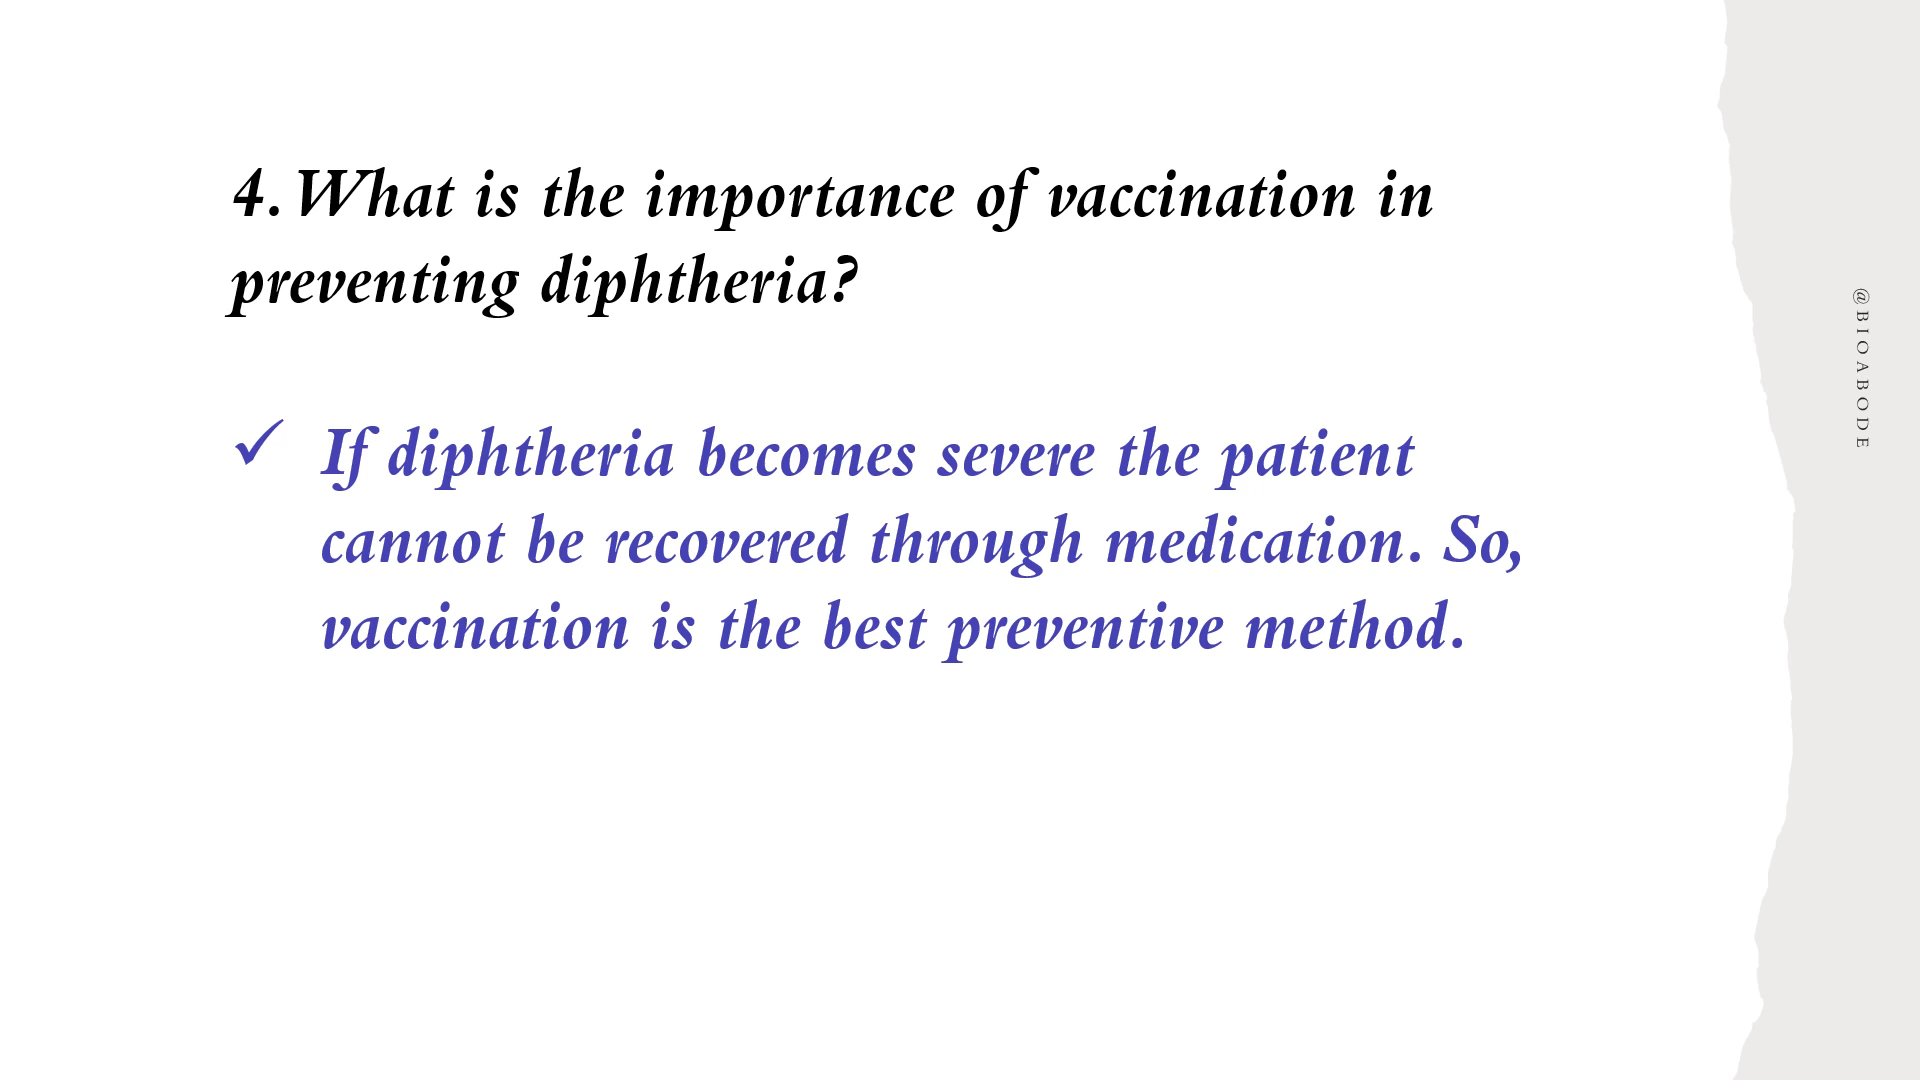 4. What is the importance of vaccination in
preventing diphtheria?
✓ If diphtheria becomes severe the patient
cannot be recovered through medication. So,
vaccination is the best preventive method.
@BIOABODE